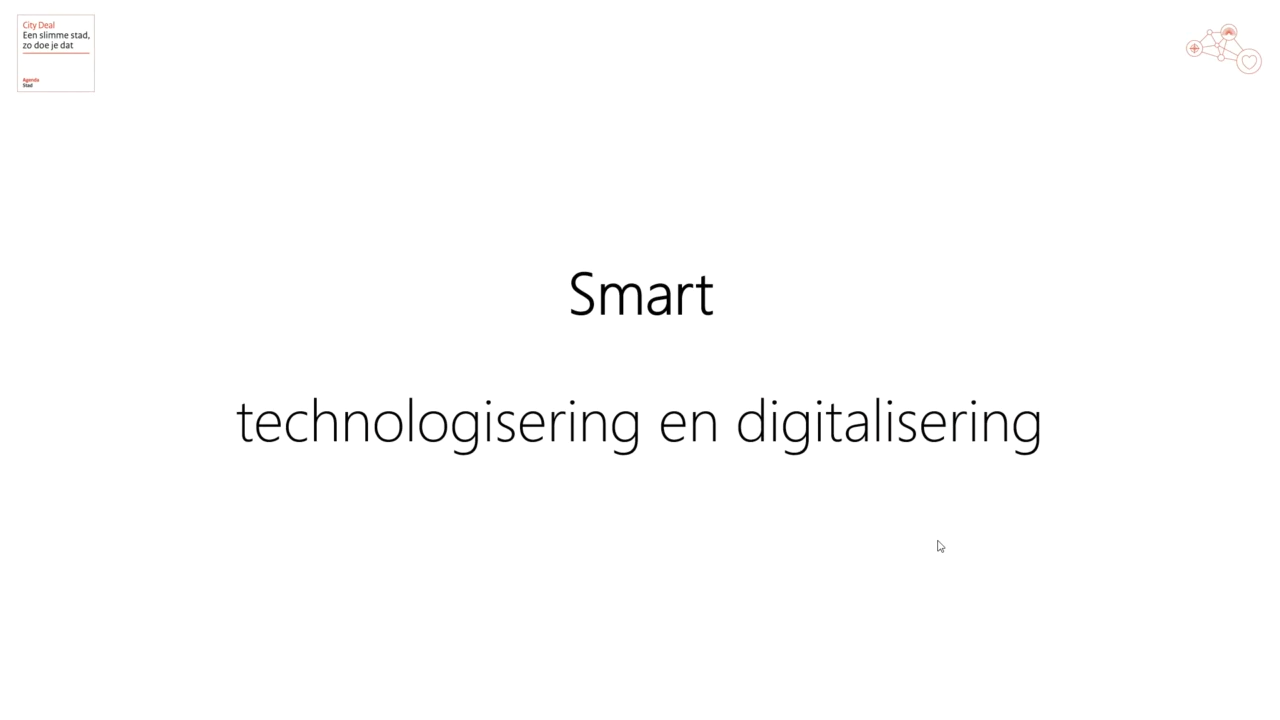 City Deal
Een slimme stad,
zo doe je dat
Agenda
Stad
Smart
technologisering en digitalisering